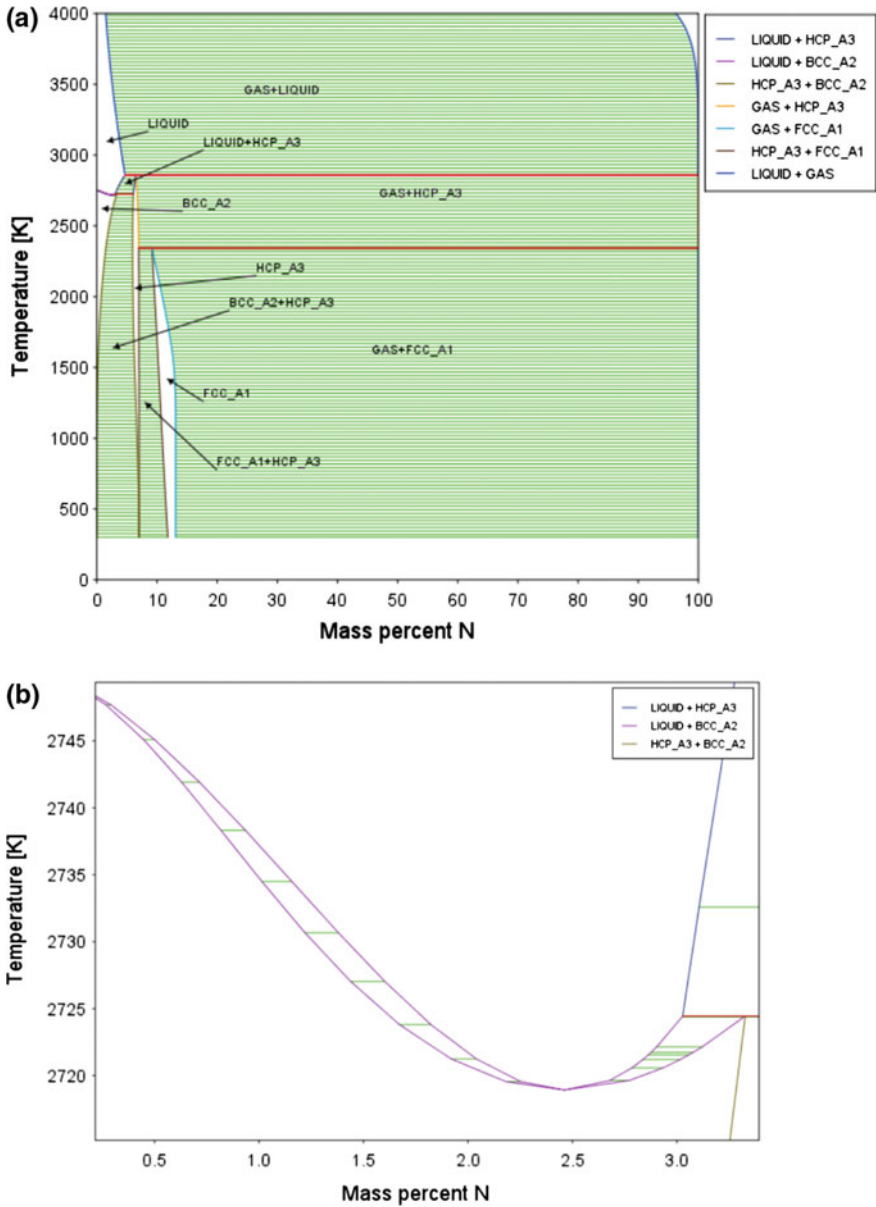 (a)
4000
3500
3000
2500
2000
1500
1000
500
0
Temperature [K]
0 10 20 30 40 50 60 70 80 90 100
Mass percent N
GAS+LIQUID
LIQUID
LIQUID+HCP_A3
GAS+HCP_A3
BCC_A2
HCP_A3
BCC_A2+HCP_A3
GAS+FCC_A1
FCC_A1
FCC_A1+HCP_A3
LIQUID + HCP_A3
LIQUID + BCC_A2
HCP_A3 + BCC_A2
GAS + HCP_A3
GAS + FCC_A1
HCP_A3 + FCC_A1
LIQUID + GAS
(b)
2745
2740
2735
2730
2725
2720
Temperature [K]
0.5 1.0 1.5 2.0 2.5 3.0
Mass percent N
LIQUID + HCP_A3
LIQUID + BCC_A2
HCP_A3 + BCC_A2